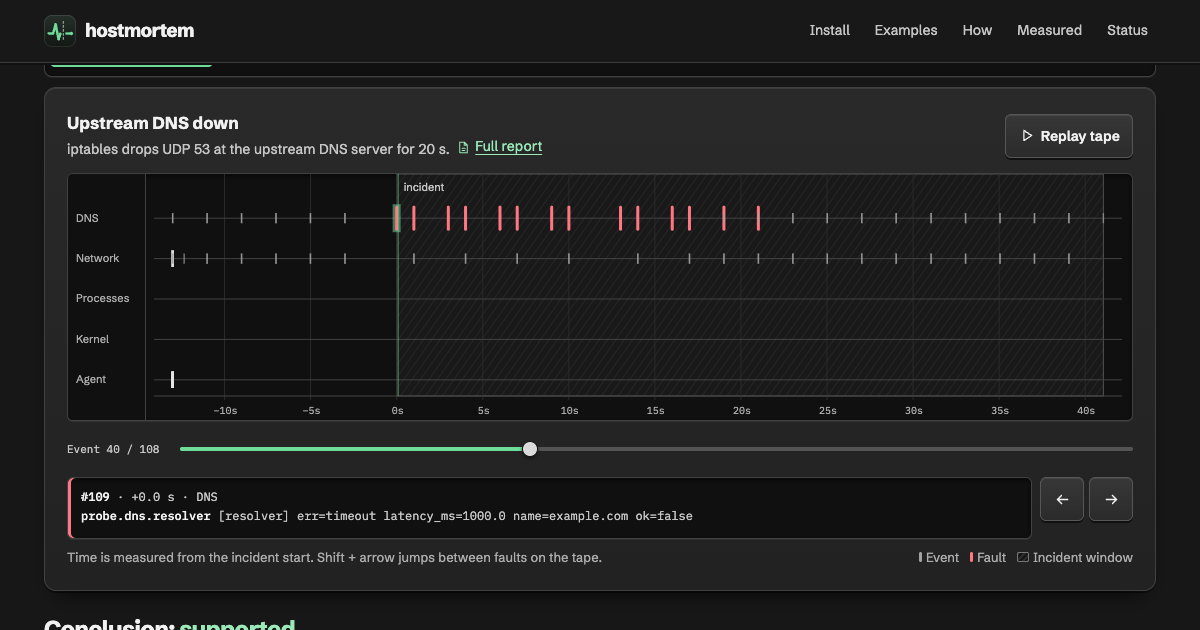 hostmortem
Install Examples How Measured Status
Upstream DNS down
iptables drops UDP 53 at the upstream DNS server for 20 s. Full report
Replay tape
incident
DNS
Network
Processes
Kernel
Agent
−10s −5s 0s 5s 10s 15s 20s 25s 30s 35s 40s
Event 40 / 108
#109 · +0.0 s · DNS
probe.dns.resolver [resolver] err=timeout latency_ms=1000.0 name=example.com ok=false
← →
Time is measured from the incident start. Shift + arrow jumps between faults on the tape.
Event Fault Incident window
Conclusion: supported